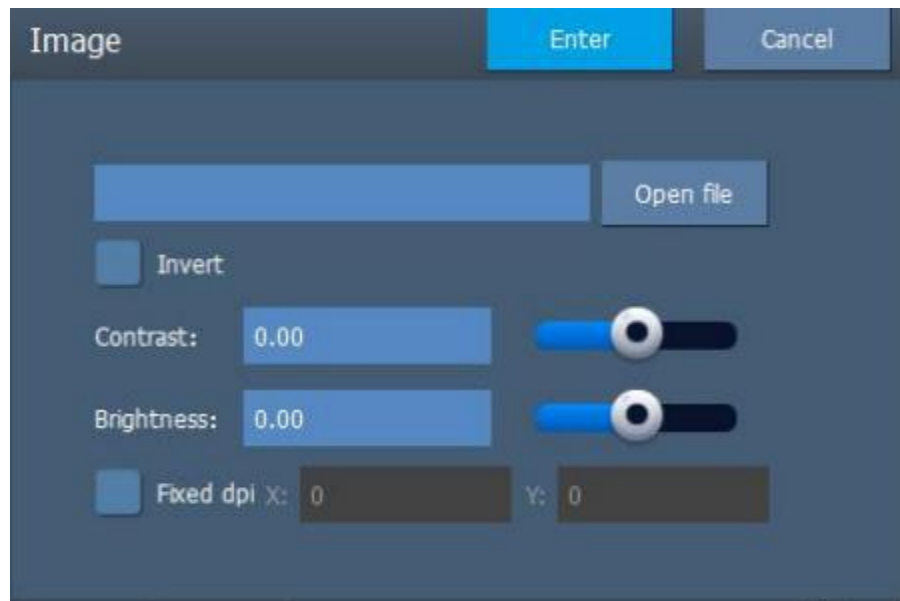 Image Enter Cancel
Open file
Invert
Contrast: 0.00
Brightness: 0.00
Fixed dpi X: 0 Y: 0